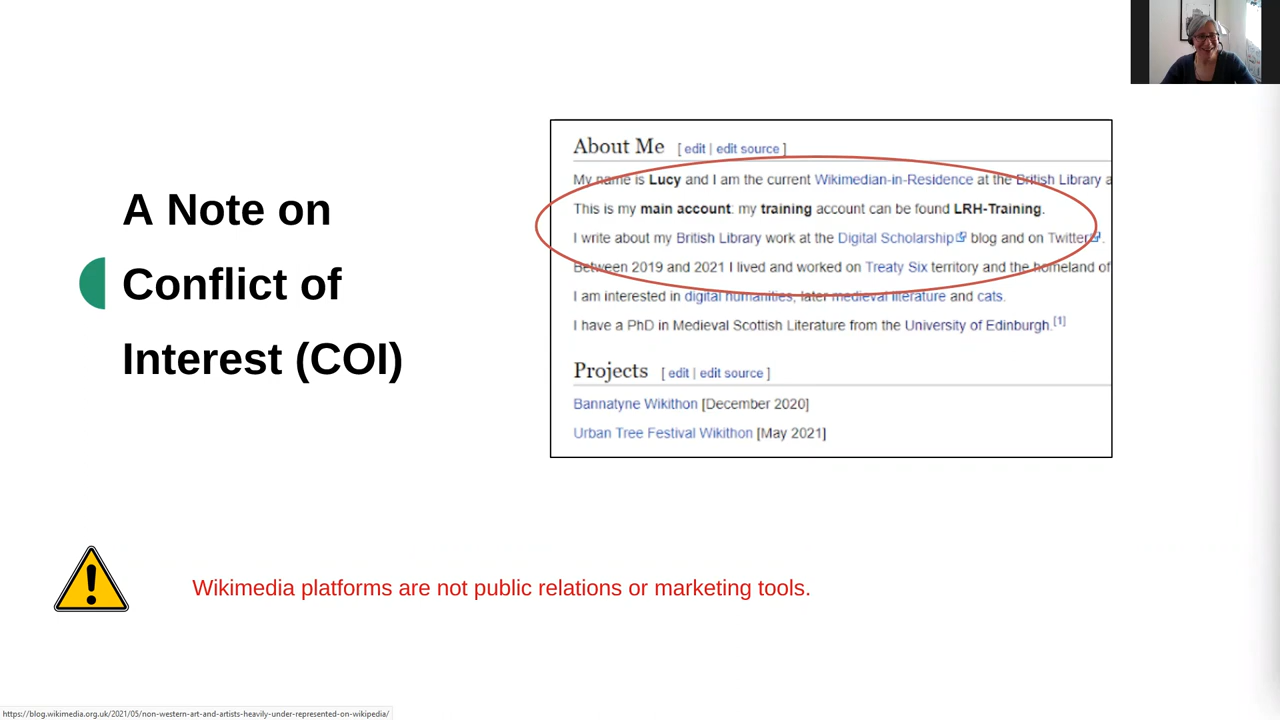 A Note on
Conflict of
Interest (COI)
About Me [ edit | edit source ]
My name is Lucy and I am the current Wikimedian-in-Residence at the British Library a
This is my main account: my training account can be found LRH-Training.
I write about my British Library work at the Digital Scholarship blog and on Twitter.
Between 2019 and 2021 I lived and worked on Treaty Six territory and the homeland of
I am interested in digital humanities, later medieval literature and cats.
I have a PhD in Medieval Scottish Literature from the University of Edinburgh.[1]
Projects [ edit | edit source ]
Bannatyne Wikithon [December 2020]
Urban Tree Festival Wikithon [May 2021]
Wikimedia platforms are not public relations or marketing tools.
https://blog.wikimedia.org.uk/2021/05/non-western-art-and-artists-heavily-under-represented-on-wikipedia/